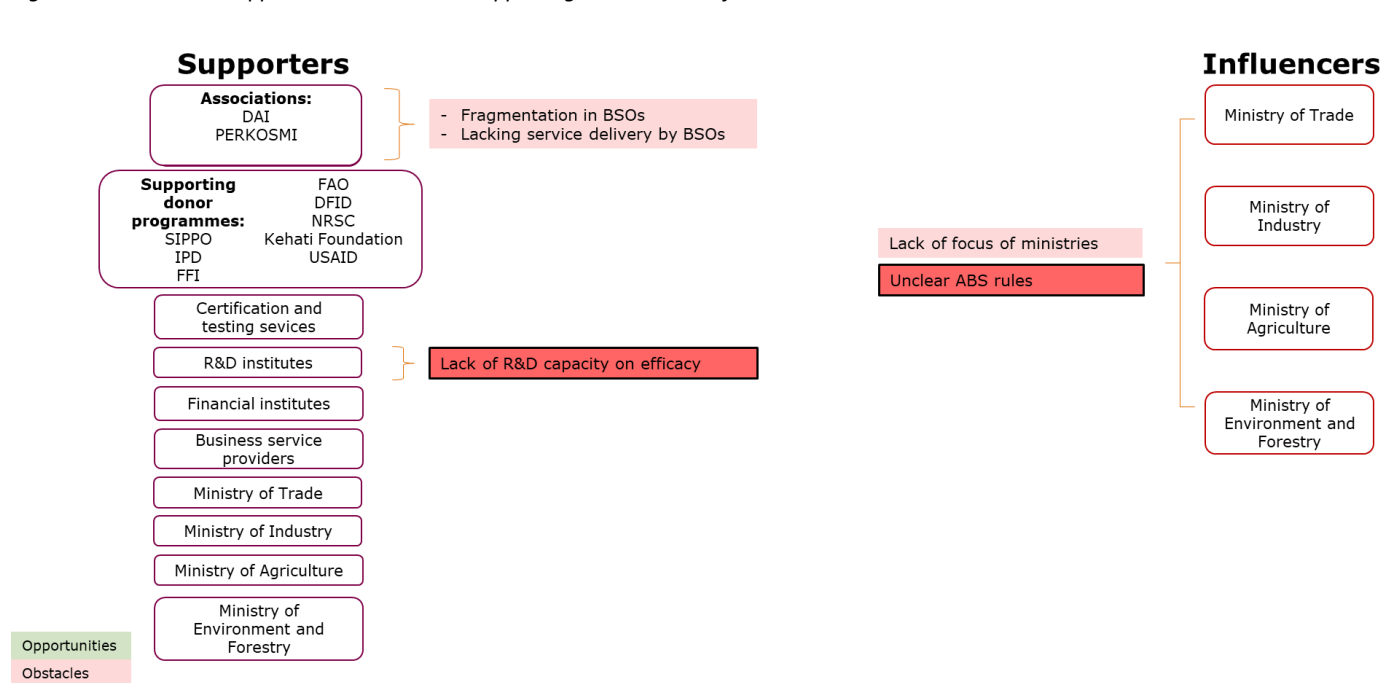 Supporters
Associations:
DAI
PERKOSMI
- Fragmentation in BSOs
- Lacking service delivery by BSOs
Supporting
donor
programmes:
SIPPO
IPD
FFI
FAO
DFID
NRSC
Kehati Foundation
USAID
Certification and
testing sevices
R&D institutes
Lack of R&D capacity on efficacy
Financial institutes
Business service
providers
Ministry of Trade
Ministry of Industry
Ministry of Agriculture
Ministry of
Environment and
Forestry
Opportunities
Obstacles
Influencers
Ministry of Trade
Ministry of
Industry
Lack of focus of ministries
Unclear ABS rules
Ministry of
Agriculture
Ministry of
Environment and
Forestry